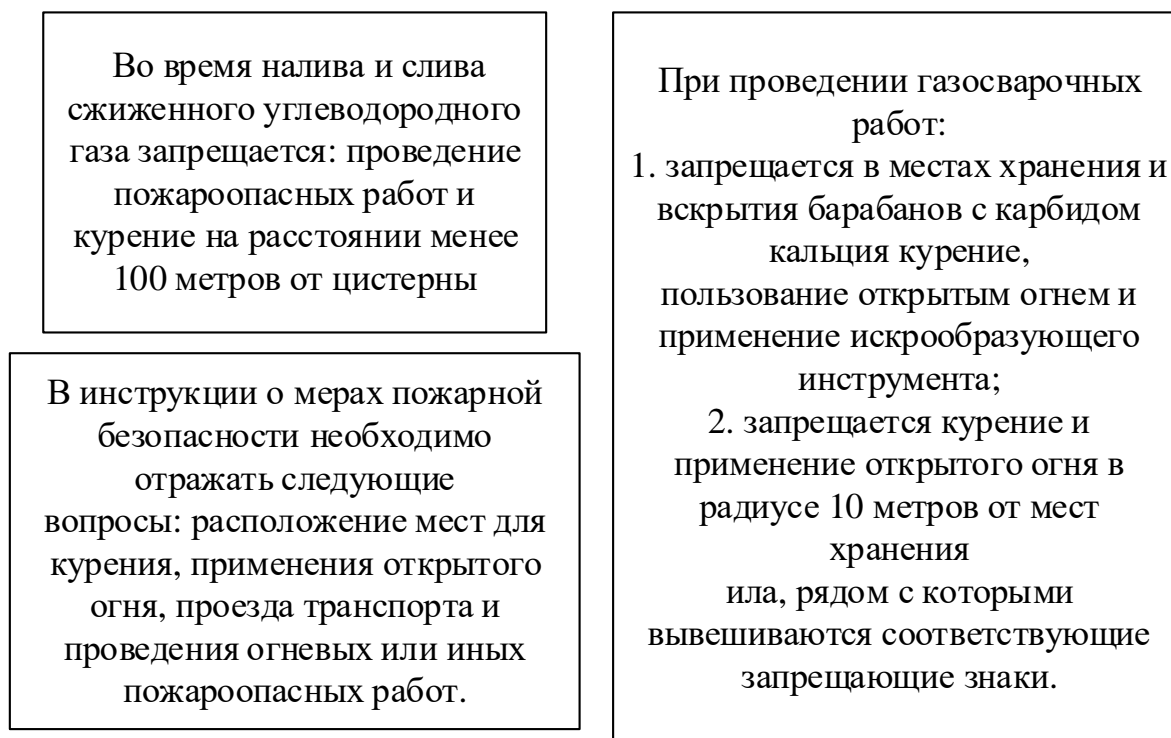 Во время налива и слива
сжиженного углеводородного
газа запрещается: проведение
пожароопасных работ и
курение на расстоянии менее
100 метров от цистерны
В инструкции о мерах пожарной
безопасности необходимо
отражать следующие
вопросы: расположение мест для
курения, применения открытого
огня, проезда транспорта и
проведения огневых или иных
пожароопасных работ.
При проведении газосварочных
работ:
1. запрещается в местах хранения и
вскрытия барабанов с карбидом
кальция курение,
пользование открытым огнем и
применение искрообразующего
инструмента;
2. запрещается курение и
применение открытого огня в
радиусе 10 метров от мест
хранения
ила, рядом с которыми
вывешиваются соответствующие
запрещающие знаки.